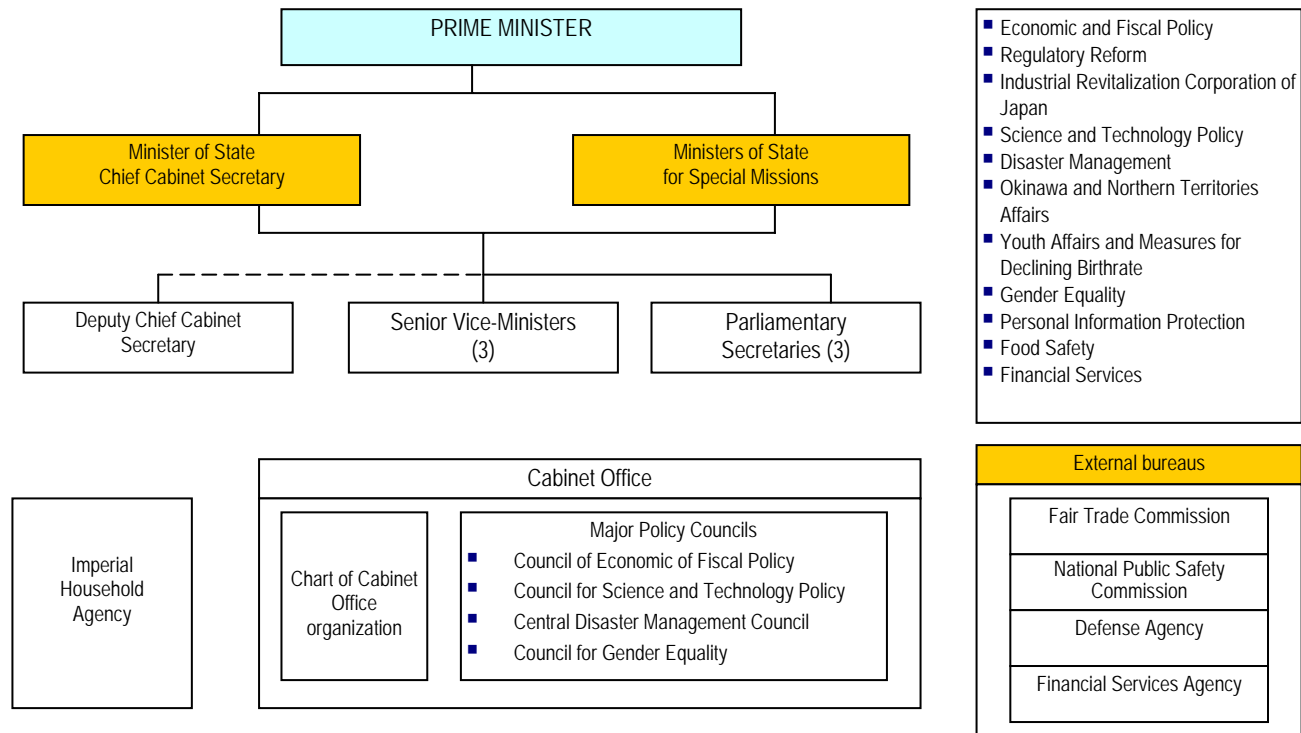 PRIME MINISTER
Minister of State
Chief Cabinet Secretary
Ministers of State
for Special Missions
Deputy Chief Cabinet
Secretary
Senior Vice-Ministers
(3)
Parliamentary
Secretaries (3)
Economic and Fiscal Policy
Regulatory Reform
Industrial Revitalization Corporation of
Japan
Science and Technology Policy
Disaster Management
Okinawa and Northern Territories
Affairs
Youth Affairs and Measures for
Declining Birthrate
Gender Equality
Personal Information Protection
Food Safety
Financial Services
Imperial
Household
Agency
Cabinet Office
Chart of Cabinet
Office
organization
Major Policy Councils
Council of Economic of Fiscal Policy
Council for Science and Technology Policy
Central Disaster Management Council
Council for Gender Equality
External bureaus
Fair Trade Commission
National Public Safety
Commission
Defense Agency
Financial Services Agency